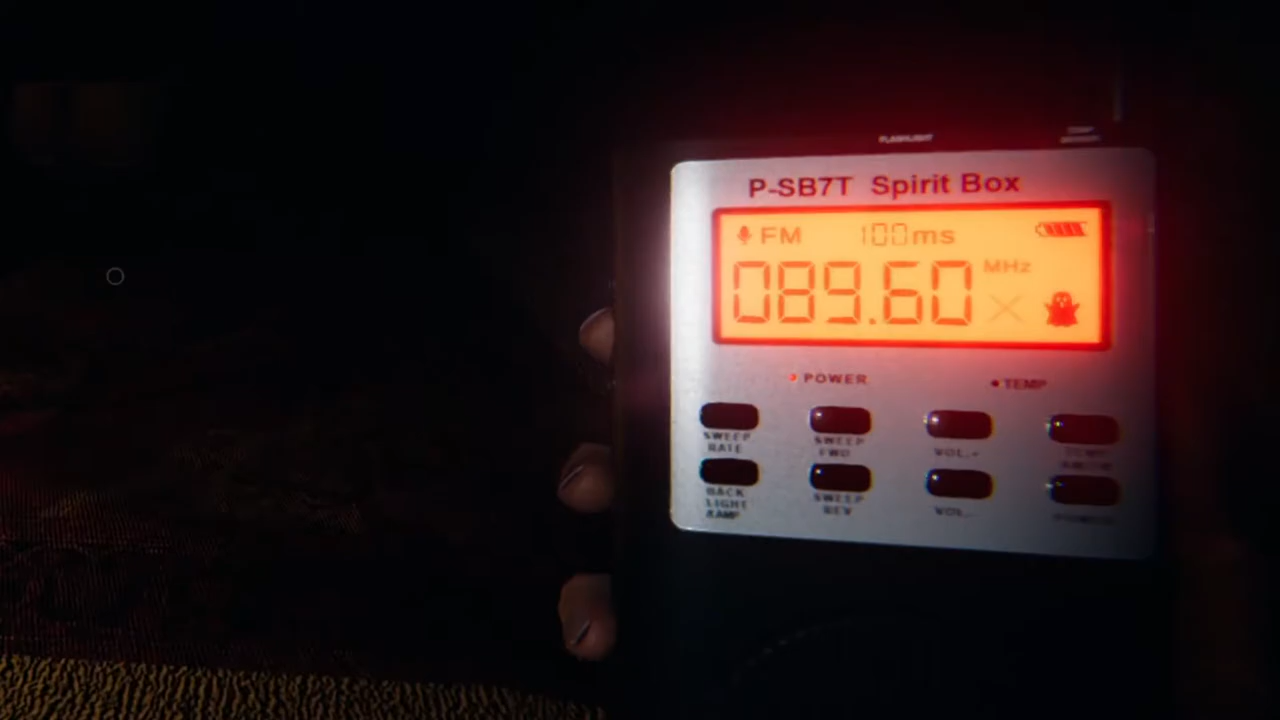 FLASHLIGHT
P-SB7T Spirit Box
FM 100ms
089.60 MHz
POWER TEMP
SWEEP RATE
SWEEP FWD
VOL.+
BACK LIGHT
SWEEP REV
VOL.-